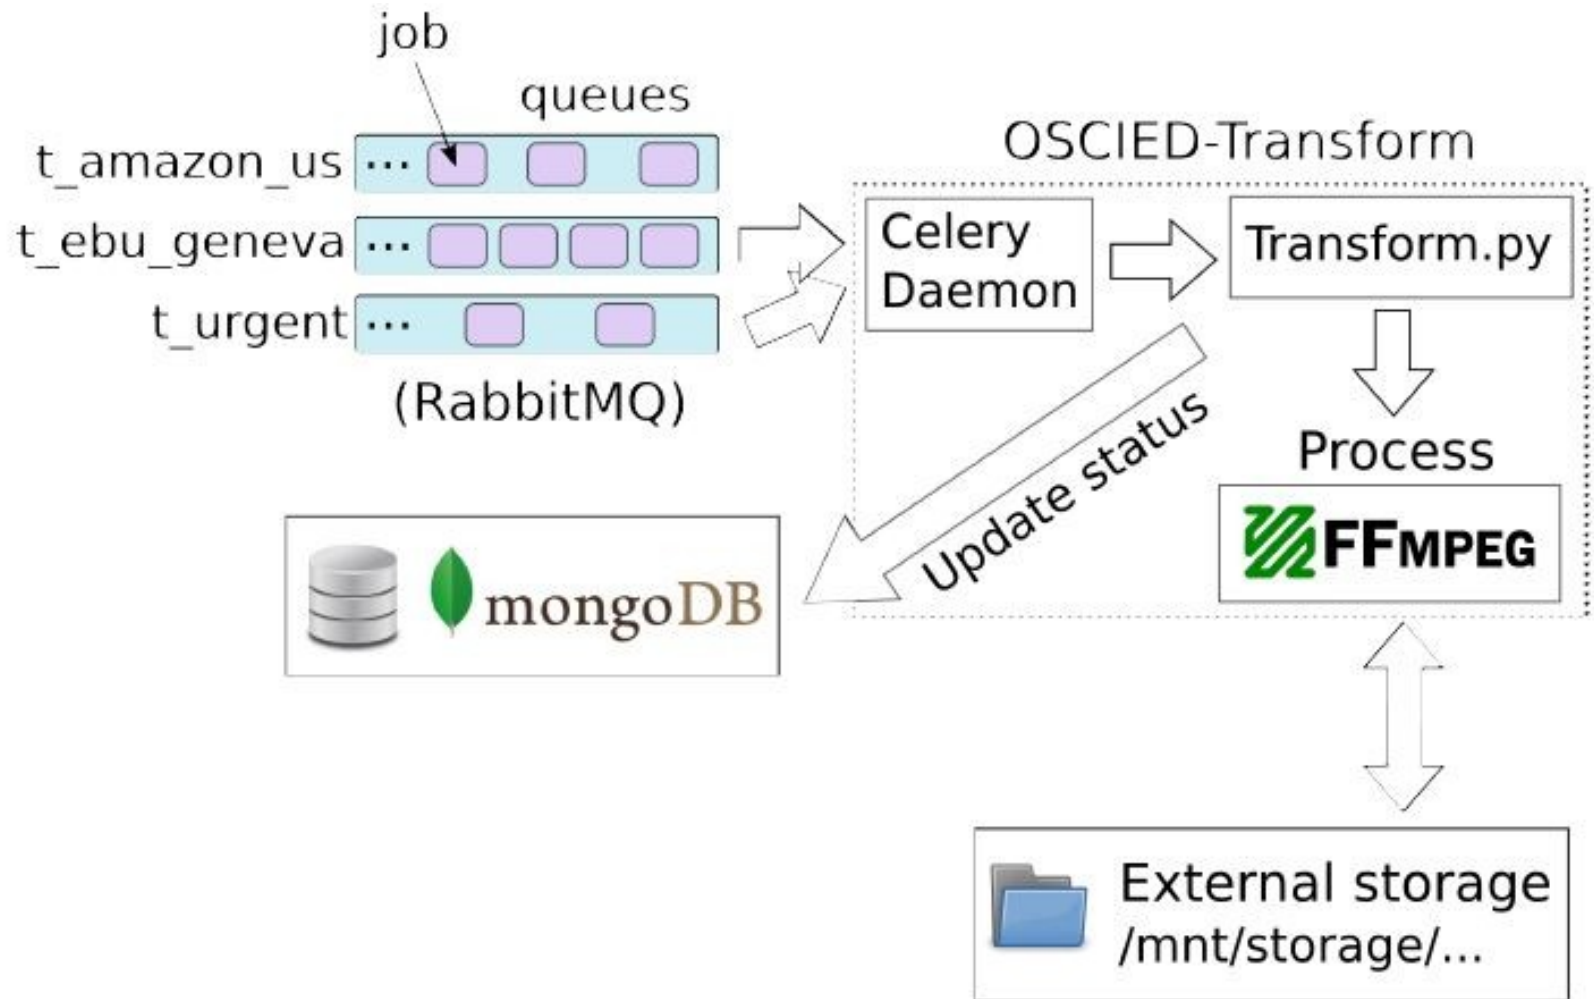 job
queues
t_amazon_us ...
t_ebu_geneva ...
t_urgent ...
(RabbitMQ)
OSCIED-Transform
Celery
Daemon
Transform.py
Process
FFMPEG
Update status
mongoDB
External storage
/mnt/storage/...